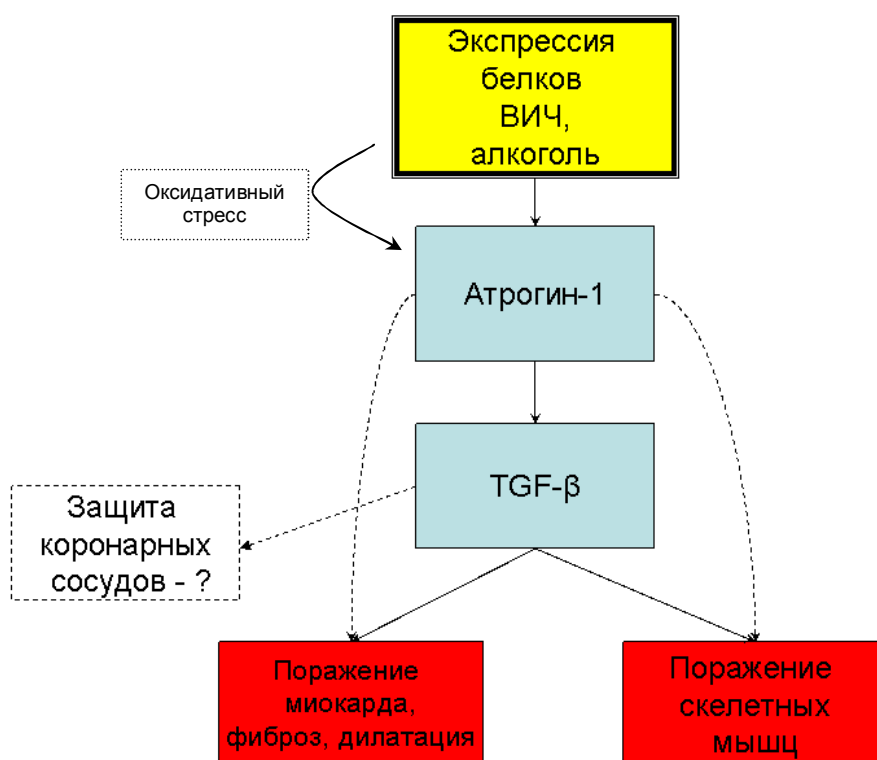 Экспрессия
белков
ВИЧ,
алкоголь
Оксидативный
стресс
Атрогин-1
TGF-β
Защита
коронарных
сосудов - ?
Поражение
миокарда,
фиброз, дилатация
Поражение
скелетных
мышц